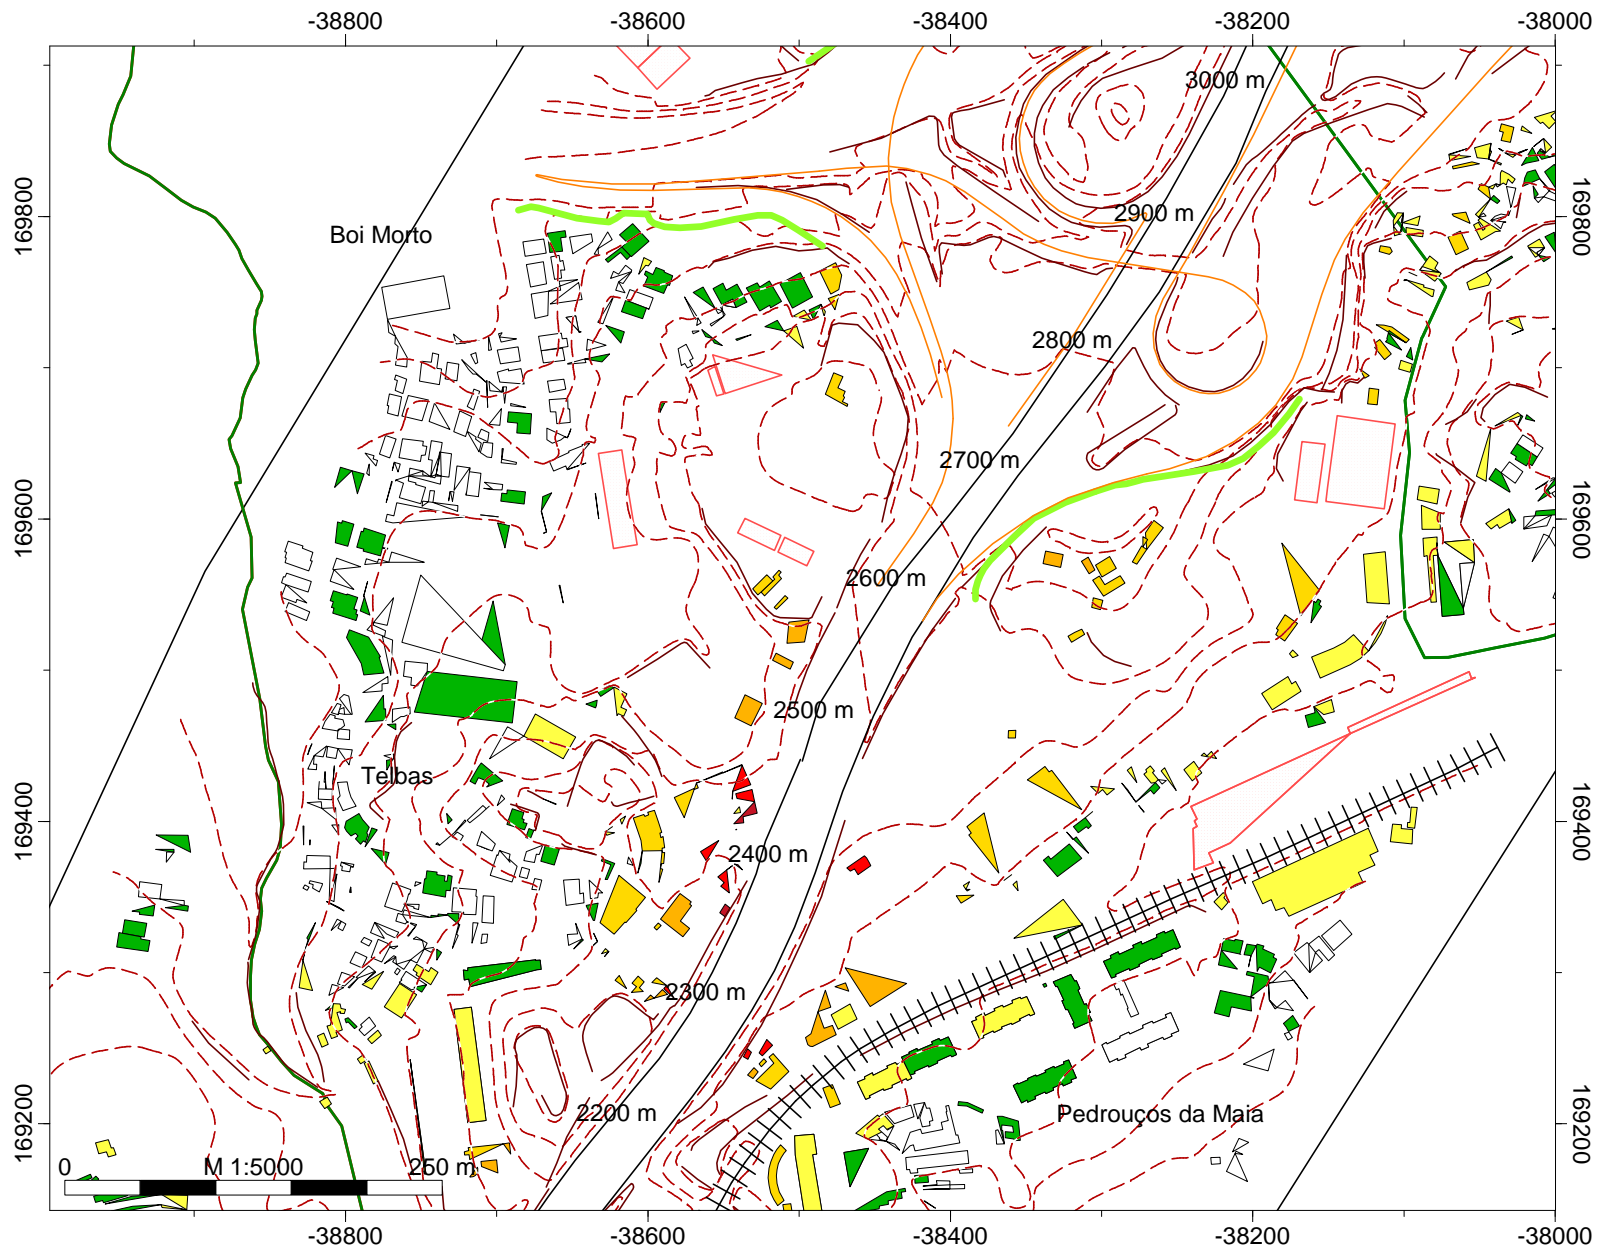 -38800 -38600 -38400 -38200 -38000
3000 m
169800 Boi Morto 2900 m 169800
2800 m
2700 m
169600 2600 m 169600
2500 m
Telbas
169400 2400 m 169400
2300 m
169200 2200 m Pedrouços da Maia 169200
0 M 1:5000 250 m
-38800 -38600 -38400 -38200 -38000